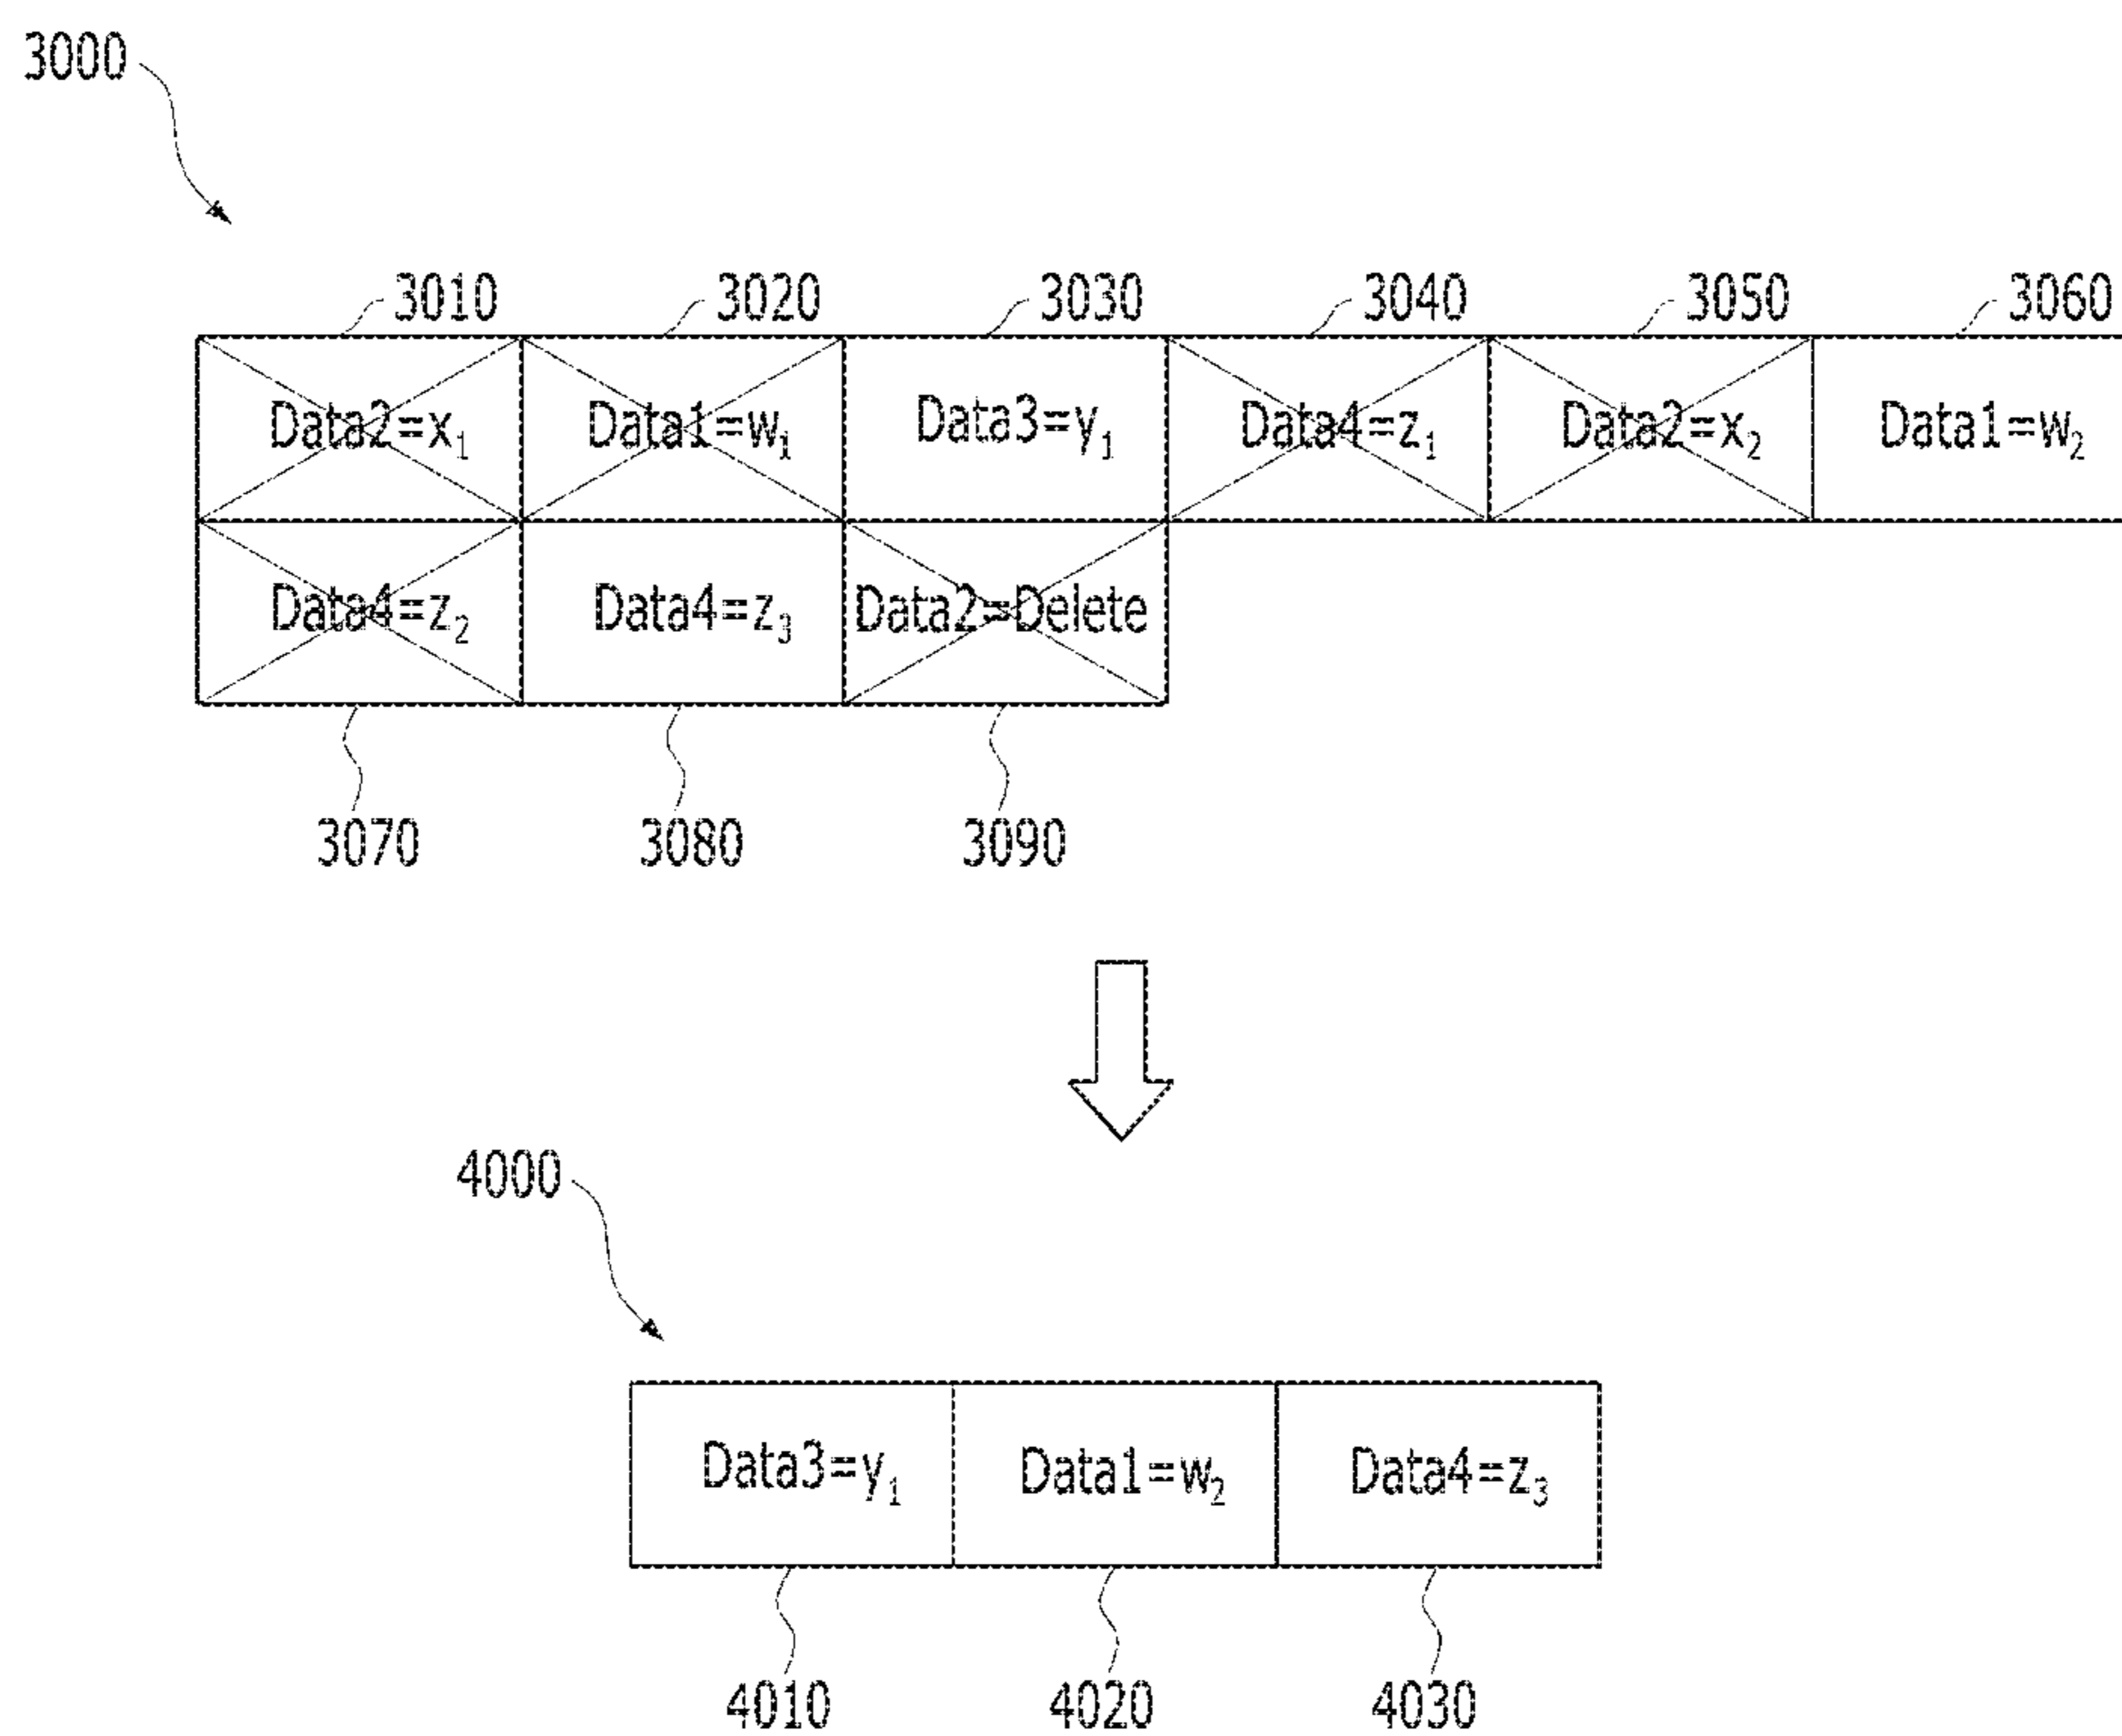 3000
3010 3020 3030 3040 3050 3060
Data2=x₁ Data1=w₁ Data3=y₁ Data4=z₁ Data2=x₂ Data1=w₂
Data4=z₂ Data4=z₃ Data2=Delete
3070 3080 3090
4000
Data3=y₁ Data1=w₂ Data4=z₃
4010 4020 4030